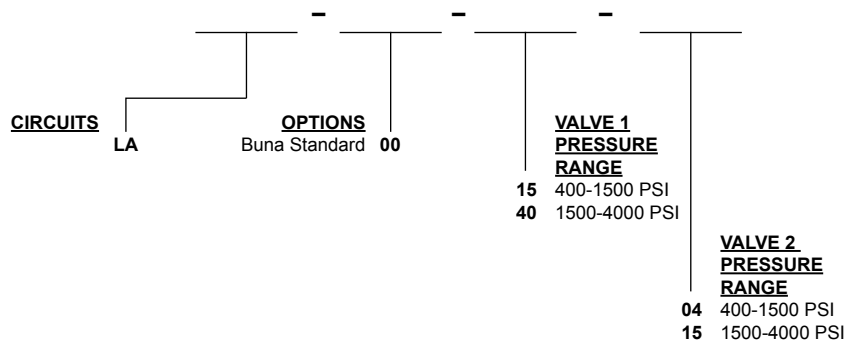 – – –
CIRCUITS
LA
OPTIONS
Buna Standard 00
VALVE 1
PRESSURE
RANGE
15 400-1500 PSI
40 1500-4000 PSI
VALVE 2
PRESSURE
RANGE
04 400-1500 PSI
15 1500-4000 PSI